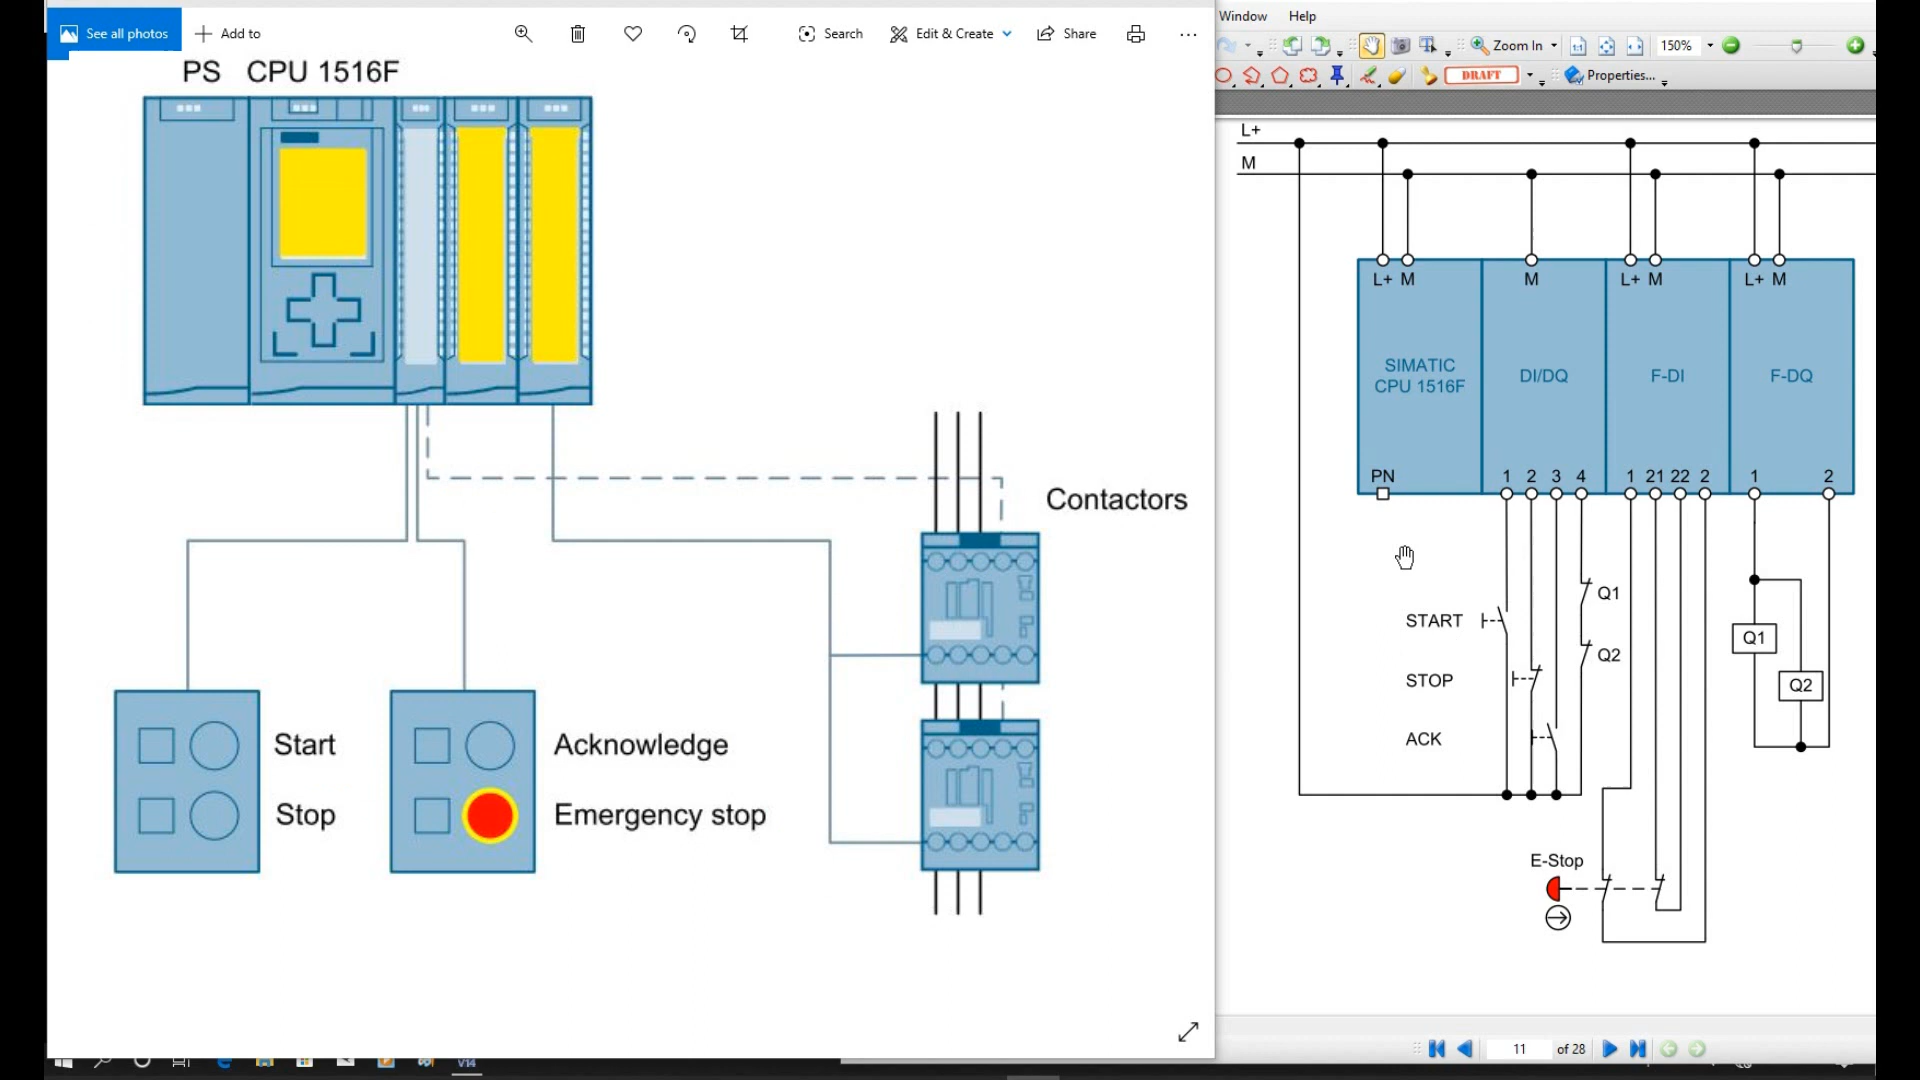 See all photos
Add to
Search
Edit & Create
Share
PS CPU 1516F
Contactors
Start
Stop
Acknowledge
Emergency stop
V14
Window Help
Zoom In
150%
DRAFT
Properties...
L+
M
L+ M
M
L+ M
L+ M
SIMATIC
CPU 1516F
DI/DQ
F-DI
F-DQ
PN
1 2 3 4
1 21 22 2
1 2
START
STOP
ACK
Q1
Q2
Q1
Q2
E-Stop
11 of 28